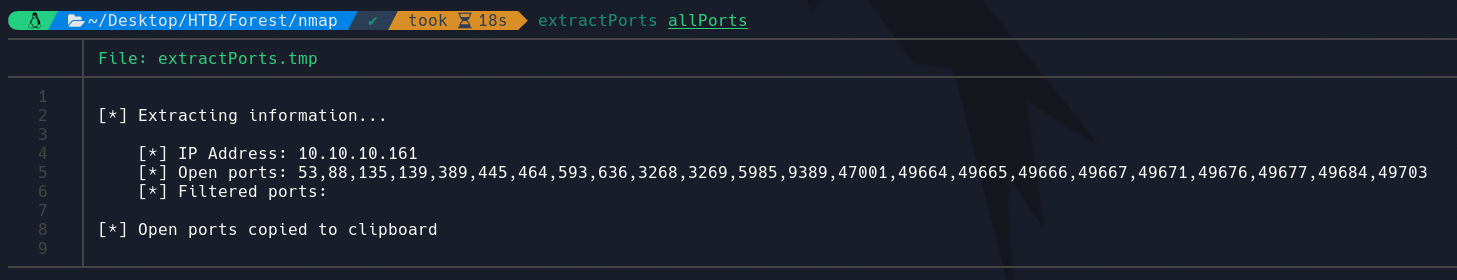 ~/Desktop/HTB/Forest/nmap ✔ took 18s extractPorts allPorts
File: extractPorts.tmp
1
2 [*] Extracting information...
3
4 [*] IP Address: 10.10.10.161
5 [*] Open ports: 53,88,135,139,389,445,464,593,636,3268,3269,5985,9389,47001,49664,49665,49666,49667,49671,49676,49677,49684,49703
6 [*] Filtered ports:
7
8 [*] Open ports copied to clipboard
9